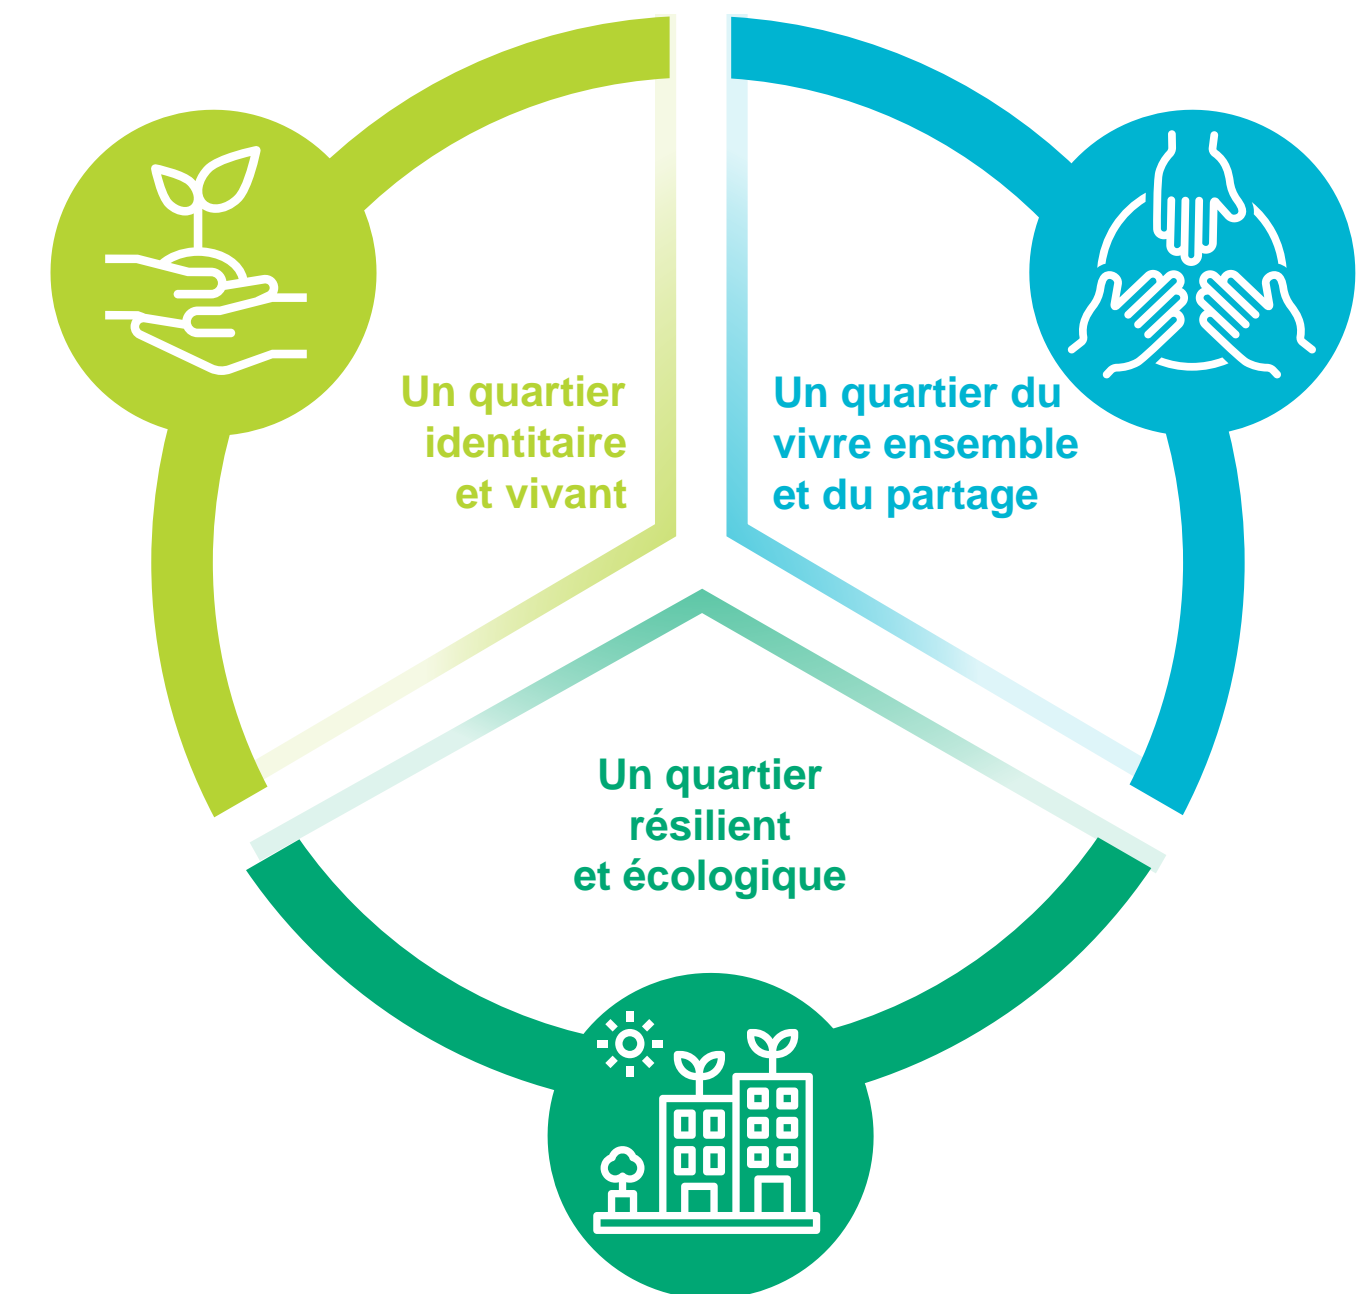 Un quartier
identitaire
et vivant
Un quartier du
vivre ensemble
et du partage
Un quartier
résilient
et écologique